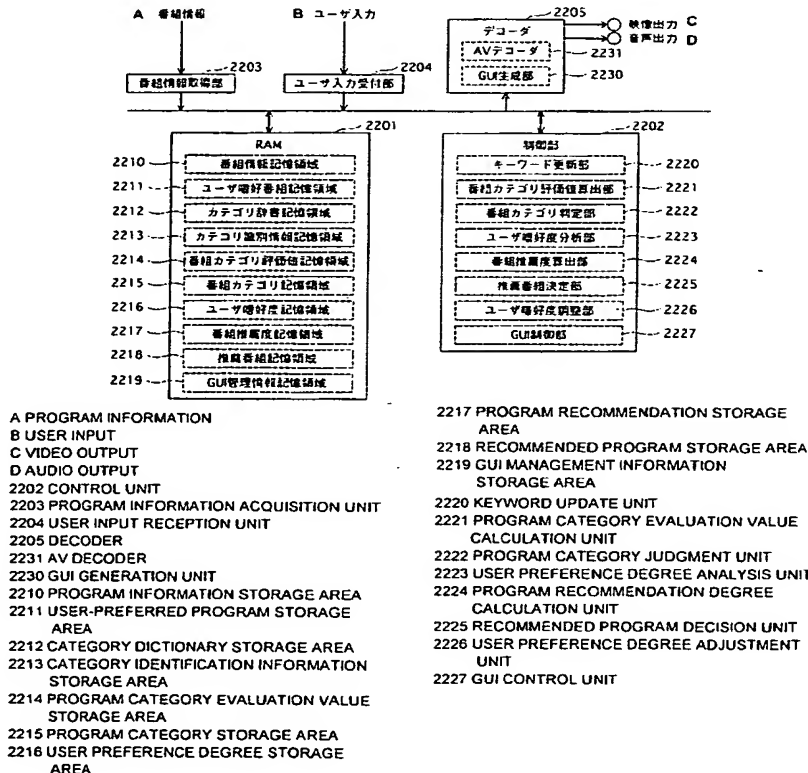 A 番組情報
B ユーザ入力
2205
デコーダ
AVデコーダ
2231
GUI生成部
2230
映像出力 C
音声出力 D
2203
番組情報取得部
2204
ユーザ入力受付部
2201
RAM
2210 番組情報記憶領域
2211 ユーザ嗜好番組記憶領域
2212 カテゴリ辞書記憶領域
2213 カテゴリ識別情報記憶領域
2214 番組カテゴリ評価値記憶領域
2215 番組カテゴリ記憶領域
2216 ユーザ嗜好度記憶領域
2217 番組推薦度記憶領域
2218 推薦番組記憶領域
2219 GUI管理情報記憶領域
2202
制御部
キーワード更新部 2220
番組カテゴリ評価値算出部 2221
番組カテゴリ判定部 2222
ユーザ嗜好度分析部 2223
番組推薦度算出部 2224
推薦番組決定部 2225
ユーザ嗜好度調整部 2226
GUI制御部 2227
A PROGRAM INFORMATION
B USER INPUT
C VIDEO OUTPUT
D AUDIO OUTPUT
2202 CONTROL UNIT
2203 PROGRAM INFORMATION ACQUISITION UNIT
2204 USER INPUT RECEPTION UNIT
2205 DECODER
2231 AV DECODER
2230 GUI GENERATION UNIT
2210 PROGRAM INFORMATION STORAGE AREA
2211 USER-PREFERRED PROGRAM STORAGE
AREA
2212 CATEGORY DICTIONARY STORAGE AREA
2213 CATEGORY IDENTIFICATION INFORMATION
STORAGE AREA
2214 PROGRAM CATEGORY EVALUATION VALUE
STORAGE AREA
2215 PROGRAM CATEGORY STORAGE AREA
2216 USER PREFERENCE DEGREE STORAGE
AREA
2217 PROGRAM RECOMMENDATION STORAGE
AREA
2218 RECOMMENDED PROGRAM STORAGE AREA
2219 GUI MANAGEMENT INFORMATION
STORAGE AREA
2220 KEYWORD UPDATE UNIT
2221 PROGRAM CATEGORY EVALUATION VALUE
CALCULATION UNIT
2222 PROGRAM CATEGORY JUDGMENT UNIT
2223 USER PREFERENCE DEGREE ANALYSIS UNIT
2224 PROGRAM RECOMMENDATION DEGREE
CALCULATION UNIT
2225 RECOMMENDED PROGRAM DECISION UNIT
2226 USER PREFERENCE DEGREE ADJUSTMENT
UNIT
2227 GUI CONTROL UNIT